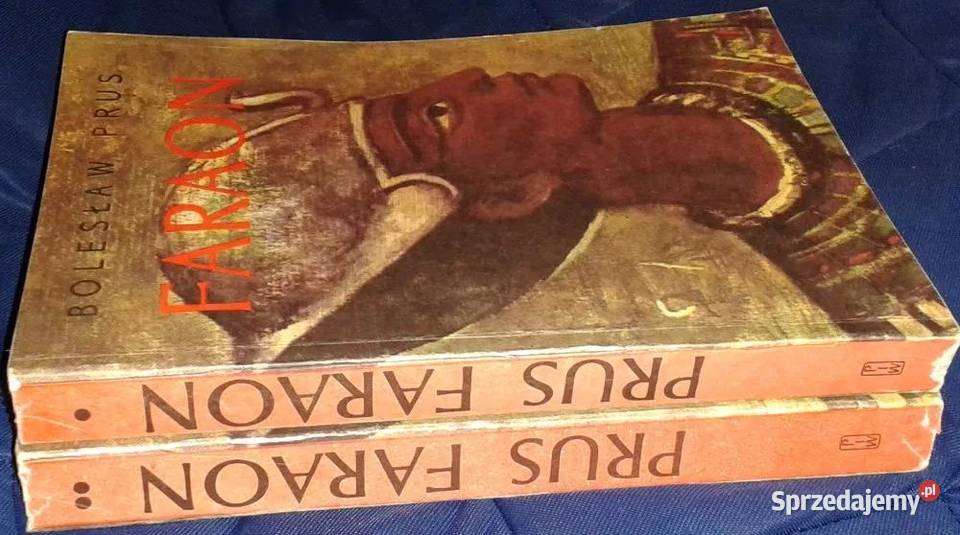 BOLESŁAW PRUS
FARAON
• PRUS FARAON PIW
•• PRUS FARAON PIW
Sprzedajemy.pl